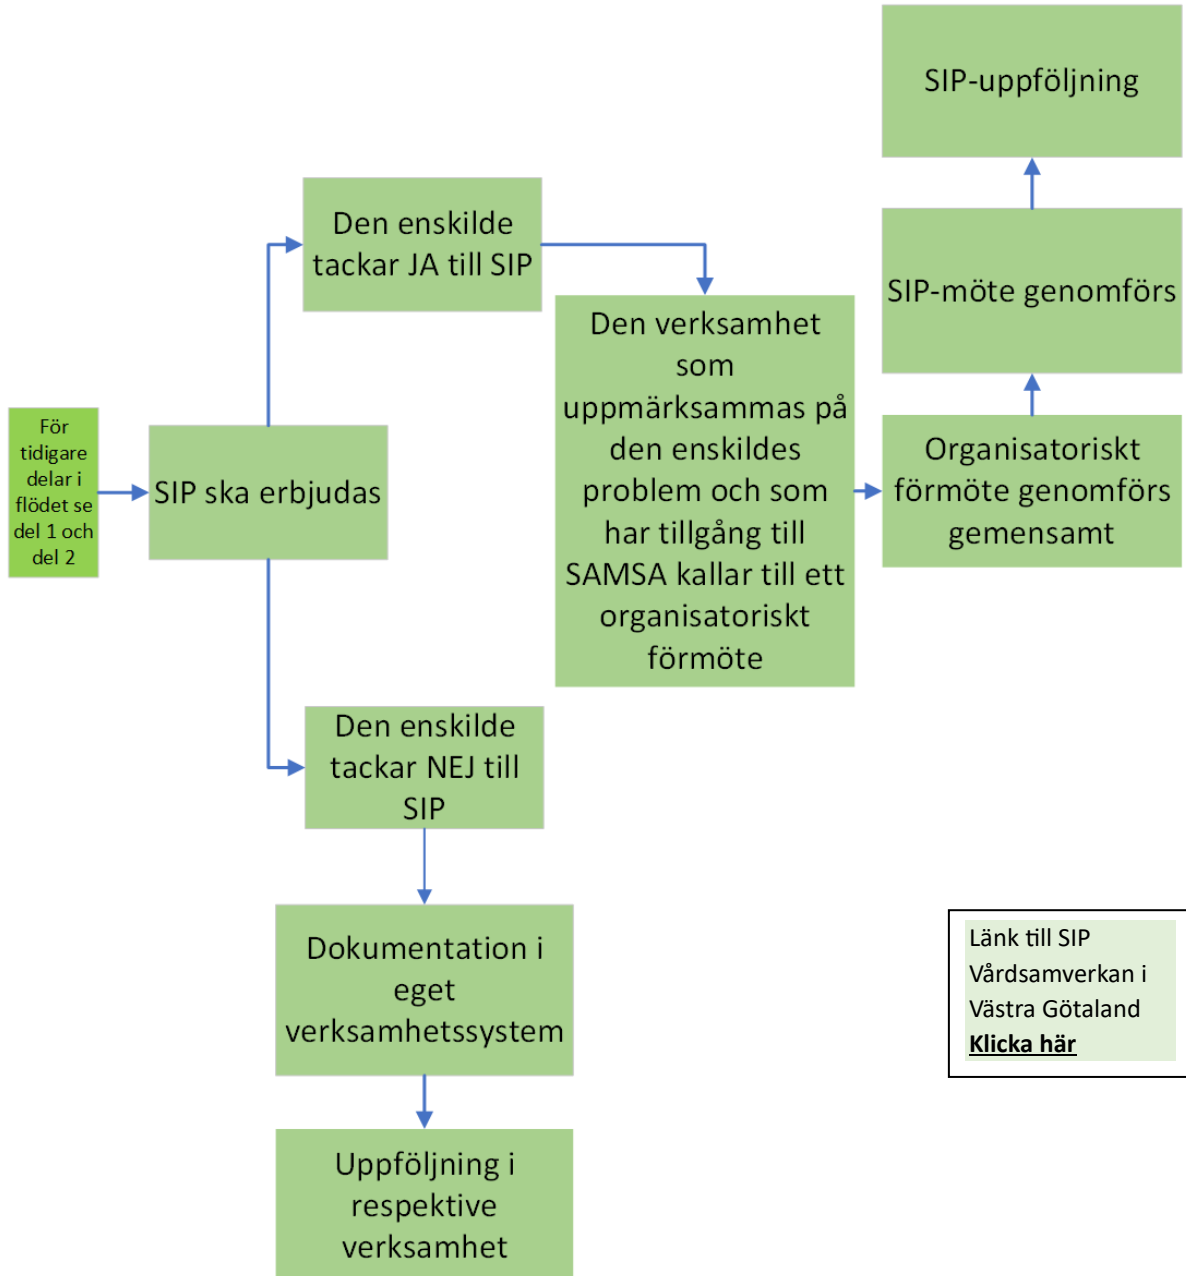 För
tidigare
delar i
flödet se
del 1 och
del 2
SIP ska erbjudas
Den enskilde
tackar JA till SIP
Den verksamhet
som
uppmärksammas på
den enskildes
problem och som
har tillgång till
SAMSA kallar till ett
organisatoriskt
förmöte
Organisatoriskt
förmöte genomförs
gemensamt
SIP-möte genomförs
SIP-uppföljning
Den enskilde
tackar NEJ till
SIP
Dokumentation i
eget
verksamhetssystem
Uppföljning i
respektive
verksamhet
Länk till SIP
Vårdsamverkan i
Västra Götaland
Klicka här